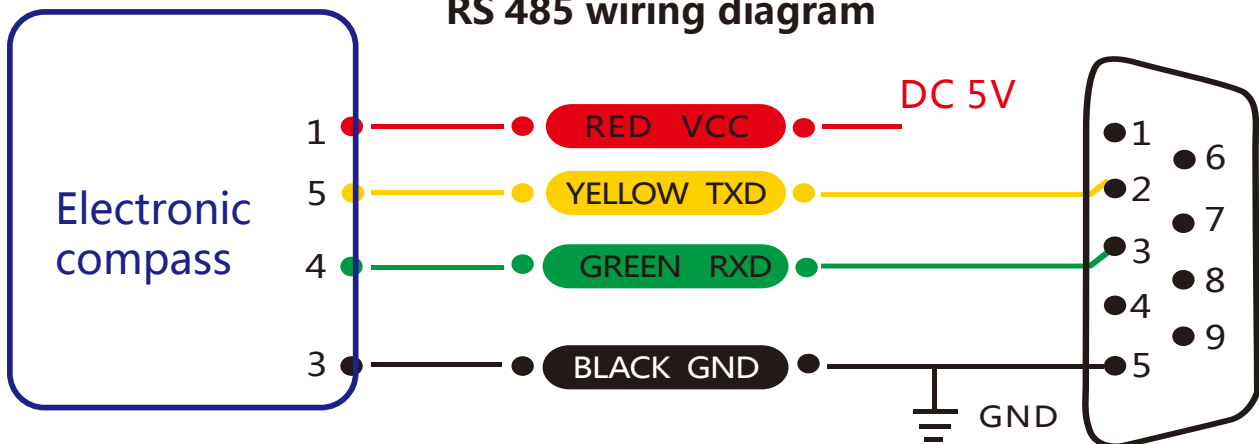 RS 485 wiring diagram
DC 5V
1
RED VCC
1
6
5
YELLOW TXD
2
Electronic
compass
7
4
GREEN RXD
3
8
4
9
3
BLACK GND
5
GND